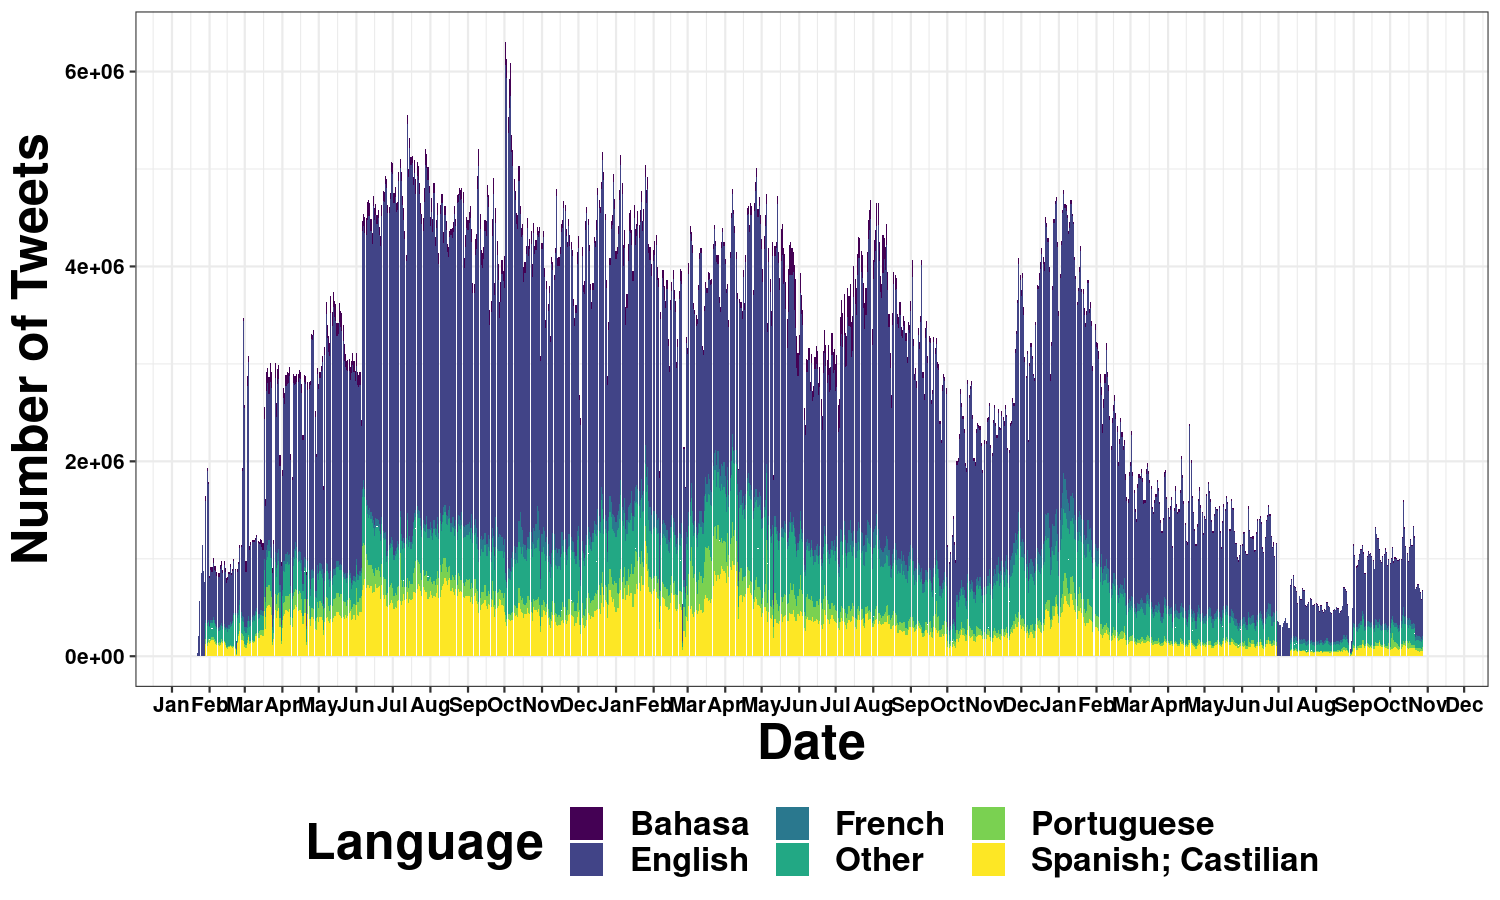 Number of Tweets
6e+06
4e+06
2e+06
0e+00
Jan Feb Mar Apr May Jun Jul Aug Sep Oct Nov Dec Jan Feb Mar Apr May Jun Jul Aug Sep Oct Nov Dec Jan Feb Mar Apr May Jun Jul Aug Sep Oct Nov Dec
Date
Language
Bahasa French Portuguese
English Other Spanish; Castilian